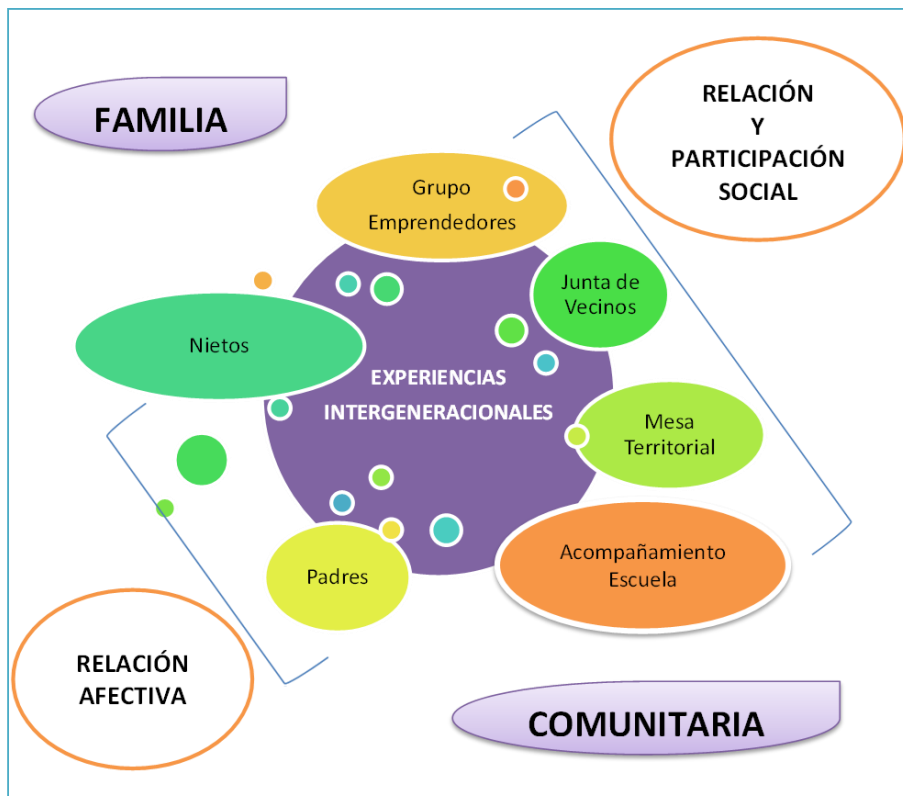 FAMILIA
RELACIÓN
Y
PARTICIPACIÓN
SOCIAL
Grupo
Emprendedores
Junta de
Vecinos
Nietos
EXPERIENCIAS
INTERGENERACIONALES
Mesa
Territorial
Acompañamiento
Escuela
Padres
RELACIÓN
AFECTIVA
COMUNITARIA